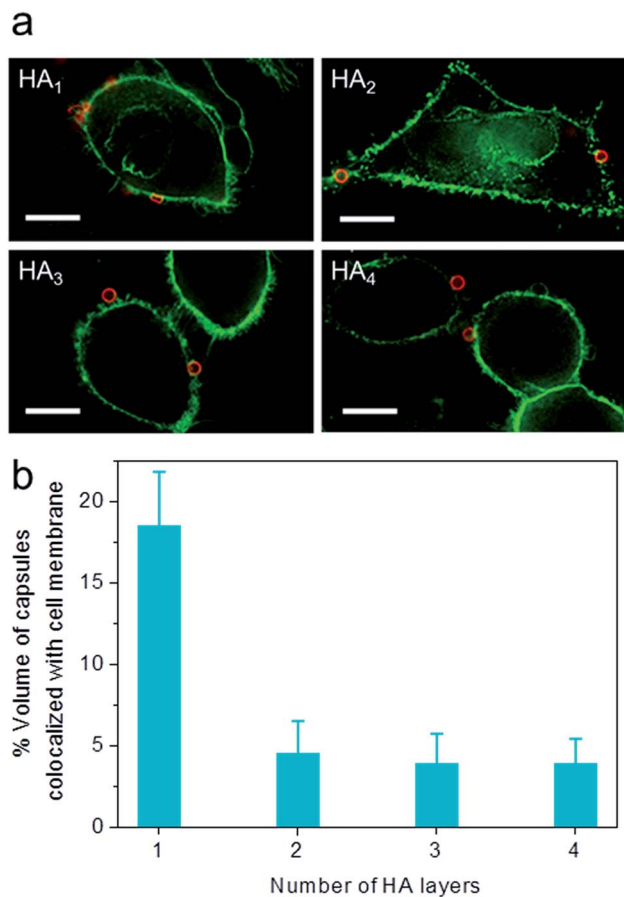 a
HA₁
HA₂
HA₃
HA₄
b
% Volume of capsules
colocalized with cell membrane
20
15
10
5
0
1 2 3 4
Number of HA layers